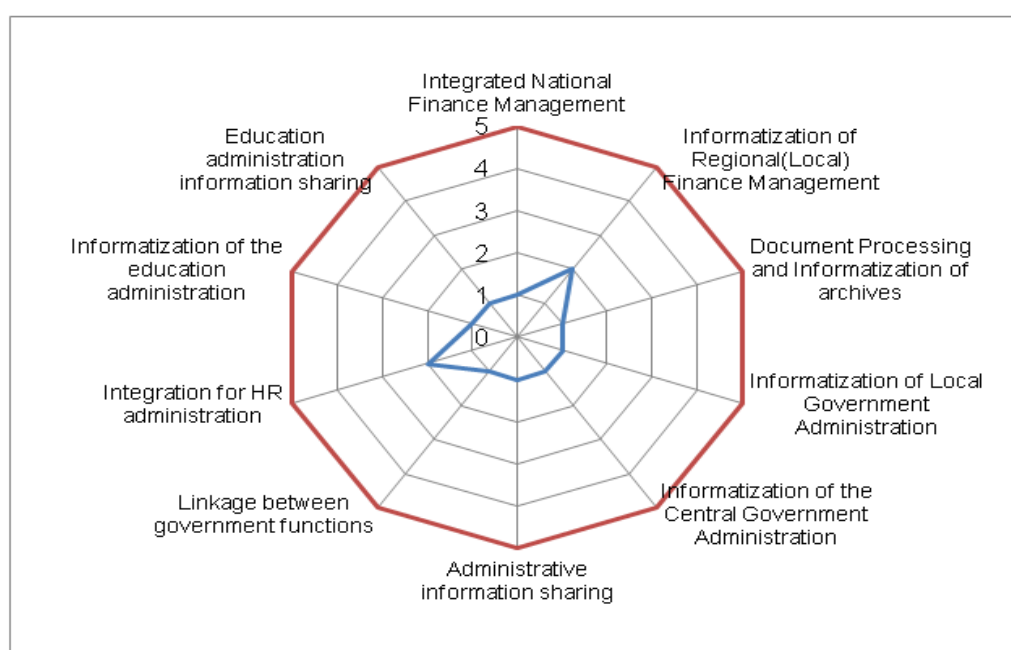 Integrated National
Finance Management
Informatization of
Regional(Local)
Finance Management
Document Processing
and Informatization of
archives
Informatization of Local
Government
Administration
Informatization of the
Central Government
Administration
Administrative
information sharing
Linkage between
government functions
Integration for HR
administration
Informatization of the
education
administration
Education
administration
information sharing
5
4
3
2
1
0